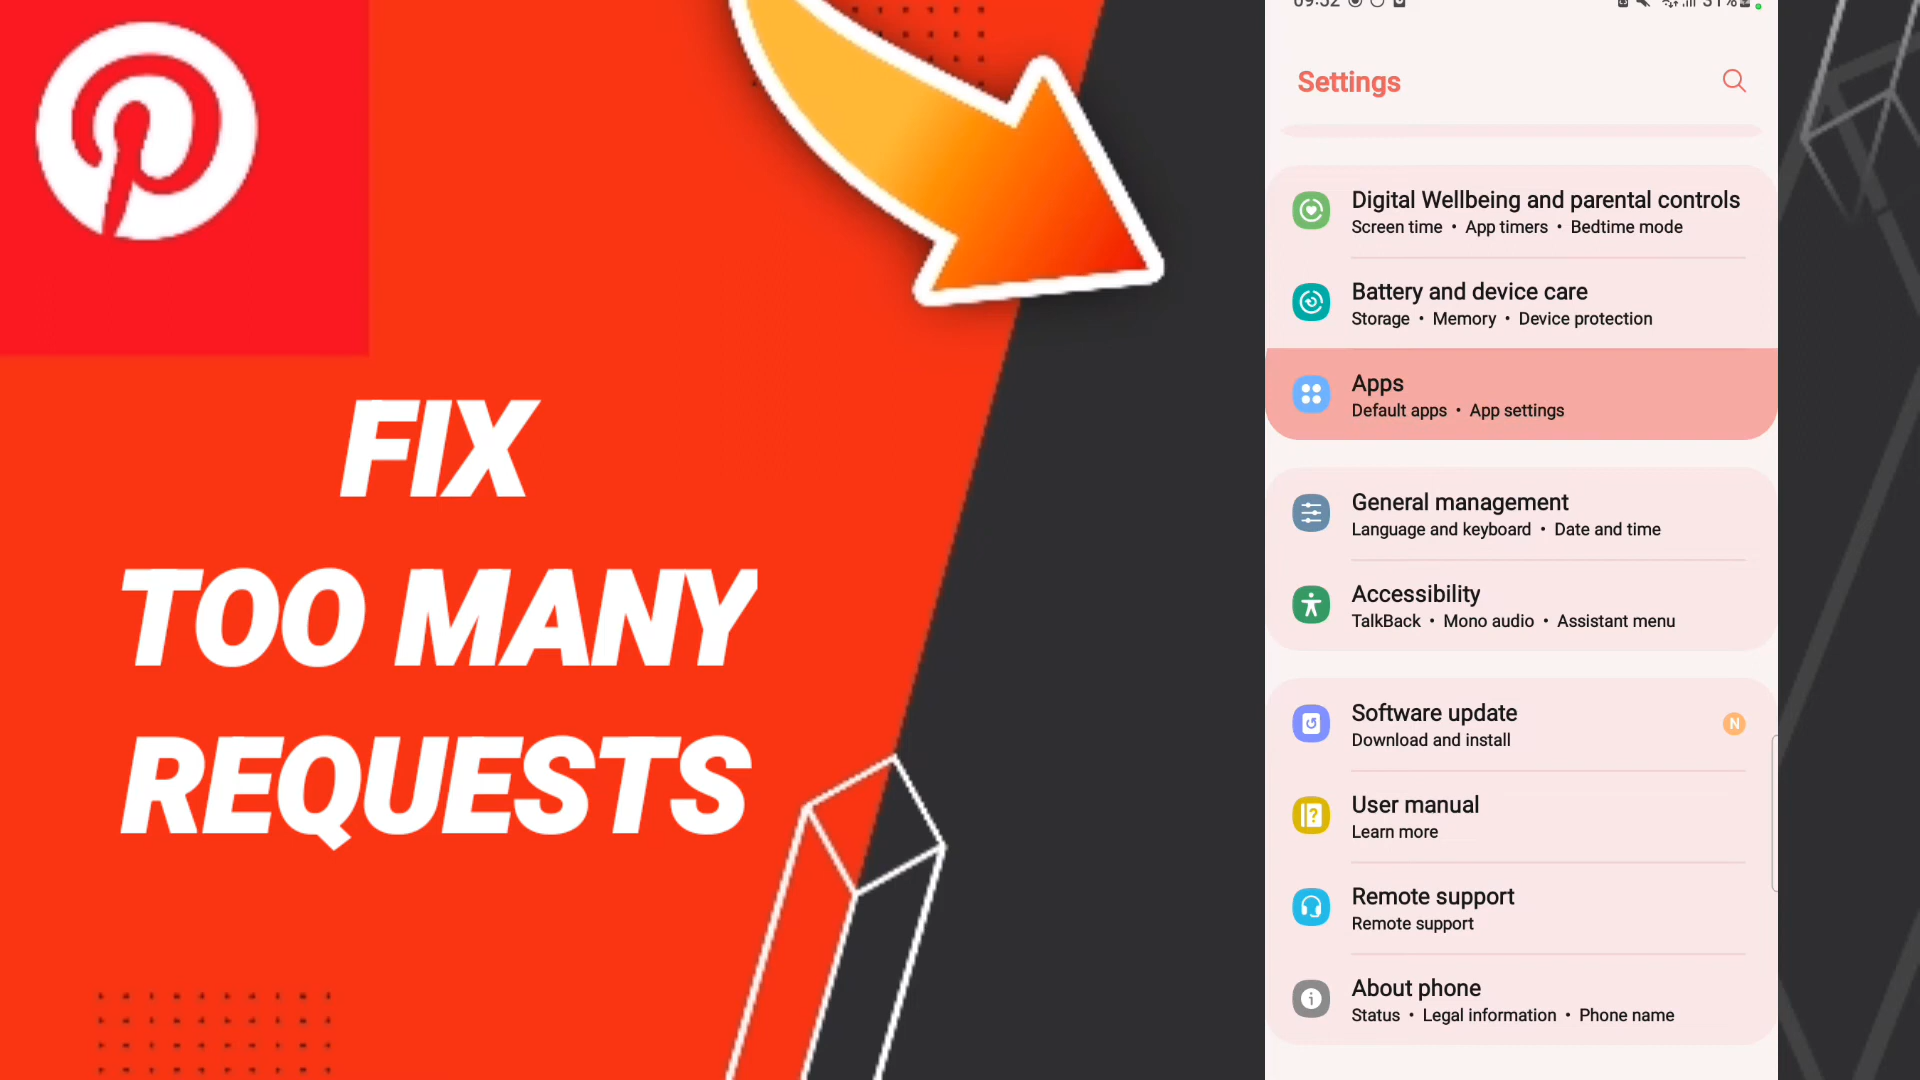 FIX
TOO MANY
REQUESTS
Settings
Digital Wellbeing and parental controls
Screen time • App timers • Bedtime mode
Battery and device care
Storage • Memory • Device protection
Apps
Default apps • App settings
General management
Language and keyboard • Date and time
Accessibility
TalkBack • Mono audio • Assistant menu
Software update
N
Download and install
User manual
Learn more
Remote support
Remote support
About phone
Status • Legal information • Phone name